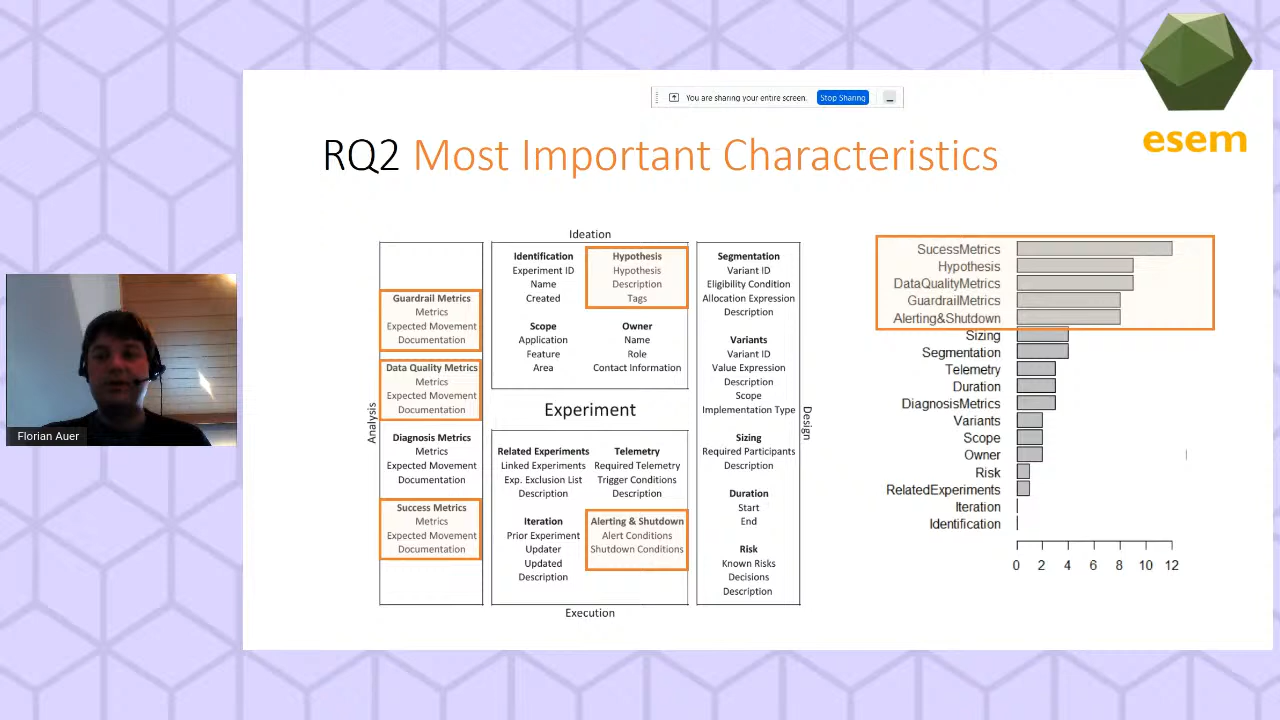 You are sharing your entire screen.
Stop Sharing
esem
RQ2 Most Important Characteristics
Ideation
Analysis
Guardrail Metrics
Metrics
Expected Movement
Documentation
Data Quality Metrics
Metrics
Expected Movement
Documentation
Diagnosis Metrics
Metrics
Expected Movement
Documentation
Success Metrics
Metrics
Expected Movement
Documentation
Identification
Experiment ID
Name
Created
Hypothesis
Hypothesis
Description
Tags
Scope
Application
Feature
Area
Owner
Name
Role
Contact Information
Experiment
Related Experiments
Linked Experiments
Exp. Exclusion List
Description
Telemetry
Required Telemetry
Trigger Conditions
Description
Iteration
Prior Experiment
Updater
Updated
Description
Alerting & Shutdown
Alert Conditions
Shutdown Conditions
Execution
Segmentation
Variant ID
Eligibility Condition
Allocation Expression
Description
Variants
Variant ID
Value Expression
Description
Scope
Implementation Type
Sizing
Required Participants
Description
Duration
Start
End
Risk
Known Risks
Decisions
Description
Design
SucessMetrics
Hypothesis
DataQualityMetrics
GuardrailMetrics
Alerting&Shutdown
Sizing
Segmentation
Telemetry
Duration
DiagnosisMetrics
Variants
Scope
Owner
Risk
RelatedExperiments
Iteration
Identification
0 2 4 6 8 10 12
Florian Auer